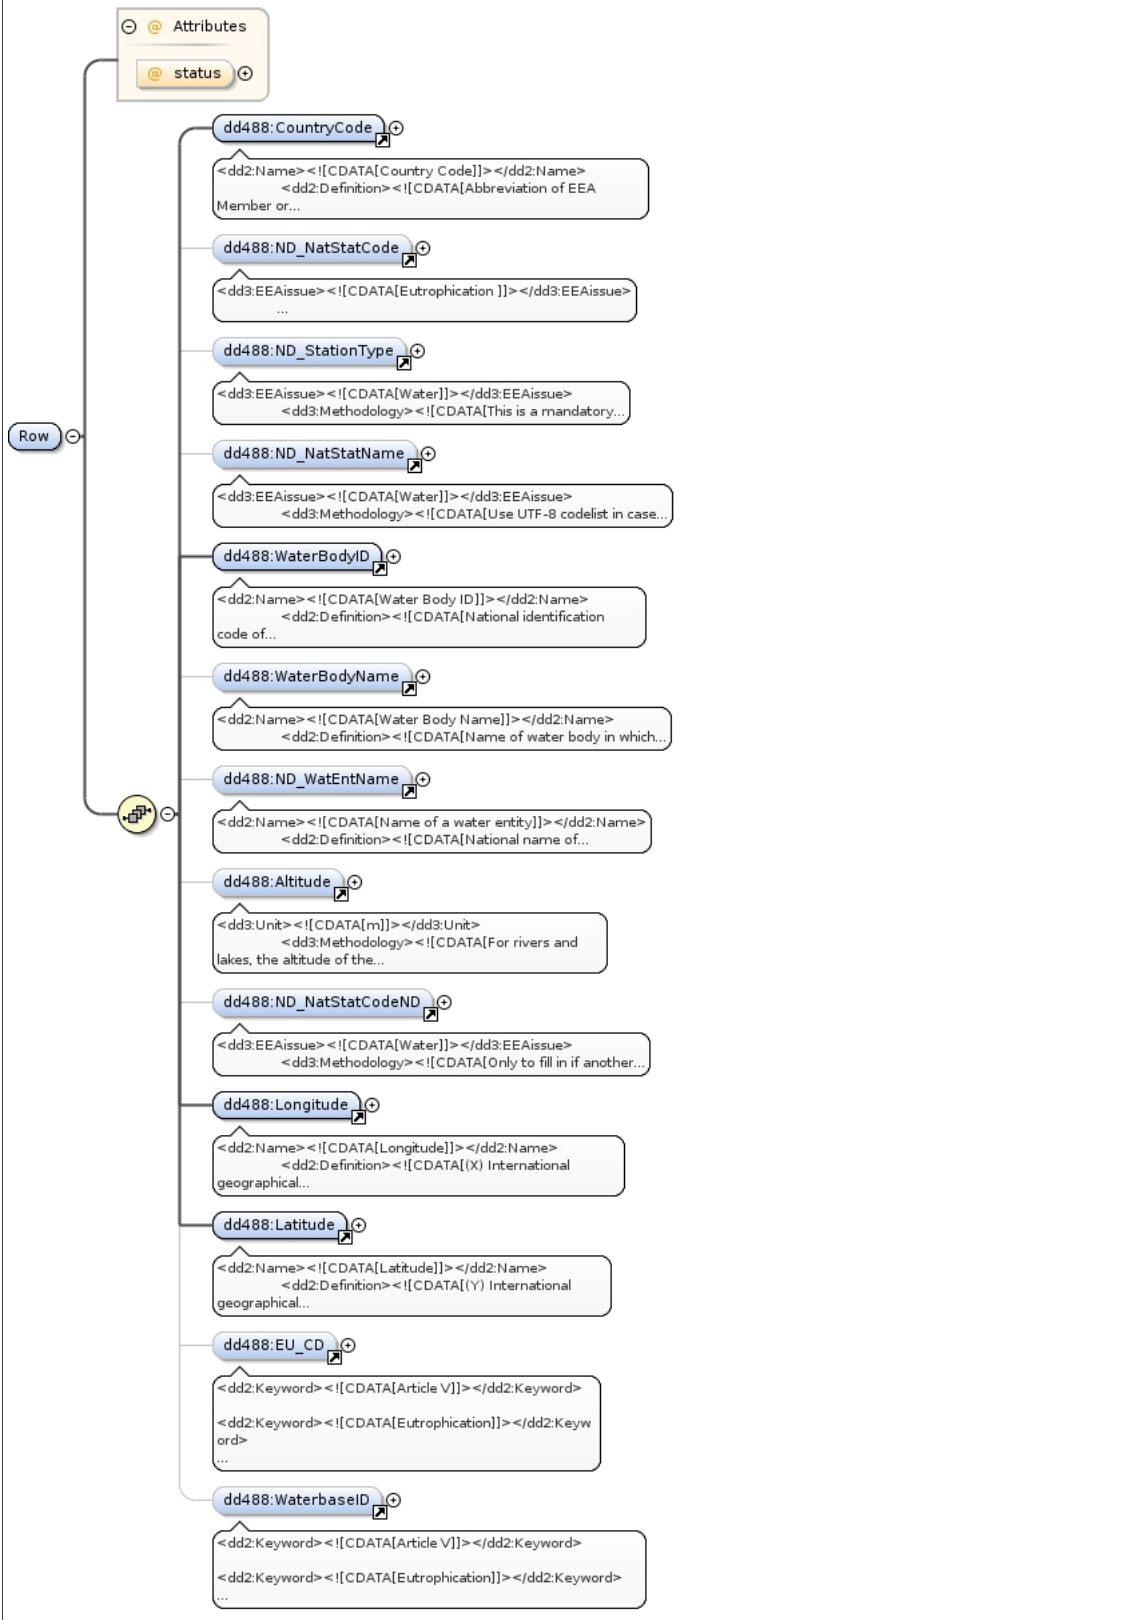 Attributes
@ status
dd488:CountryCode
<dd2:Name><![CDATA[Country Code]]></dd2:Name>
<dd2:Definition><![CDATA[Abbreviation of EEA
Member or...
dd488:ND_NatStatCode
<dd3:EEAissue><![CDATA[Eutrophication ]]></dd3:EEAissue>
...
dd488:ND_StationType
<dd3:EEAissue><![CDATA[Water]]></dd3:EEAissue>
<dd3:Methodology><![CDATA[This is a mandatory...
Row
dd488:ND_NatStatName
<dd3:EEAissue><![CDATA[Water]]></dd3:EEAissue>
<dd3:Methodology><![CDATA[Use UTF-8 codelist in case...
dd488:WaterBodyID
<dd2:Name><![CDATA[Water Body ID]]></dd2:Name>
<dd2:Definition><![CDATA[National identification
code of...
dd488:WaterBodyName
<dd2:Name><![CDATA[Water Body Name]]></dd2:Name>
<dd2:Definition><![CDATA[Name of water body in which...
dd488:ND_WatEntName
<dd2:Name><![CDATA[Name of a water entity]]></dd2:Name>
<dd2:Definition><![CDATA[National name of...
dd488:Altitude
<dd3:Unit><![CDATA[m]]></dd3:Unit>
<dd3:Methodology><![CDATA[For rivers and
lakes, the altitude of the...
dd488:ND_NatStatCodeND
<dd3:EEAissue><![CDATA[Water]]></dd3:EEAissue>
<dd3:Methodology><![CDATA[Only to fill in if another...
dd488:Longitude
<dd2:Name><![CDATA[Longitude]]></dd2:Name>
<dd2:Definition><![CDATA[(X) International
geographical...
dd488:Latitude
<dd2:Name><![CDATA[Latitude]]></dd2:Name>
<dd2:Definition><![CDATA[(Y) International
geographical...
dd488:EU_CD
<dd2:Keyword><![CDATA[Article V]]></dd2:Keyword>
<dd2:Keyword><![CDATA[Eutrophication]]></dd2:Keyw
ord>
...
dd488:WaterbaseID
<dd2:Keyword><![CDATA[Article V]]></dd2:Keyword>
<dd2:Keyword><![CDATA[Eutrophication]]></dd2:Keyword>
...